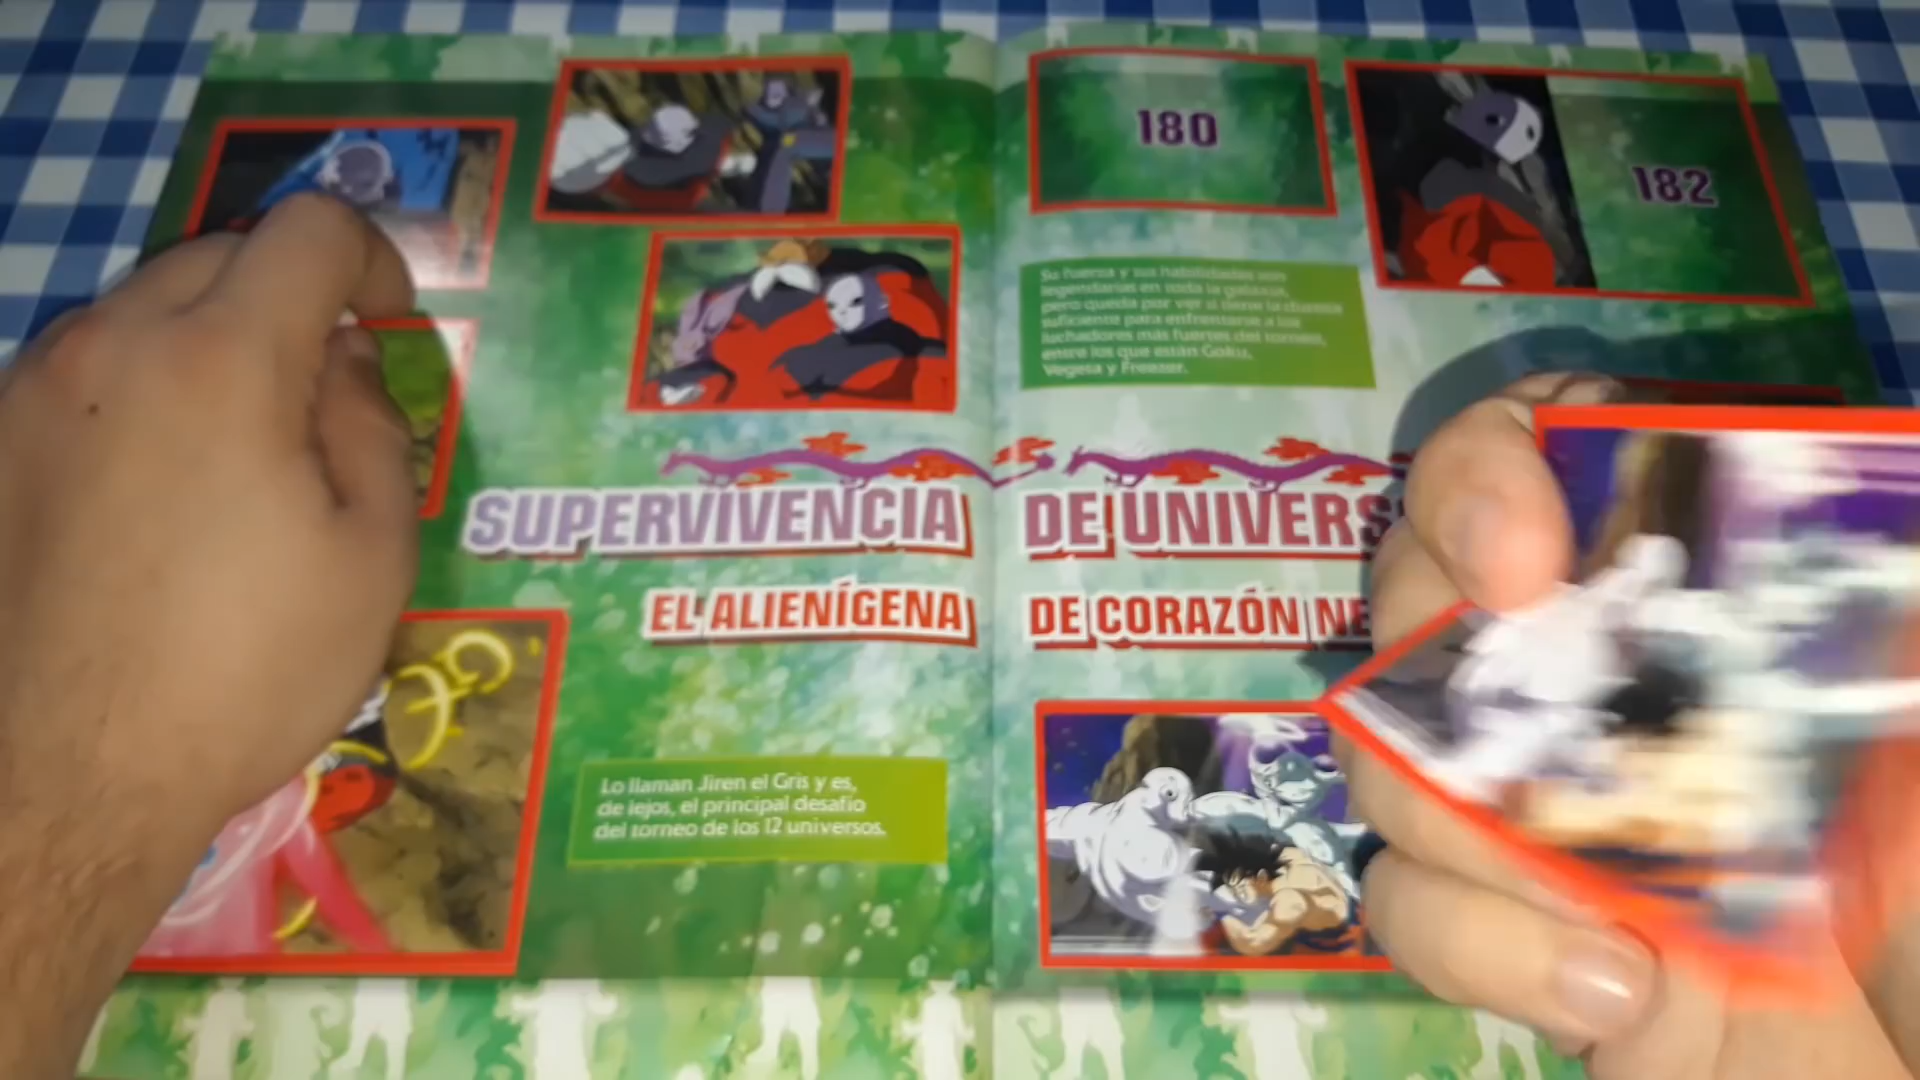 180
182
Su fuerza y sus habilidades son
legendarias en toda la galaxia,
pero queda por ver si tiene la
suficiente para enfrentarse a los
luchadores más fuertes del torneo,
entre los que están Goku,
Vegeta y Freezer.
SUPERVIVENCIA DE UNIVERS
EL ALIENÍGENA DE CORAZÓN NE
Lo llaman Jiren el Gris y es,
de lejos, el principal desafío
del torneo de los 12 universos.